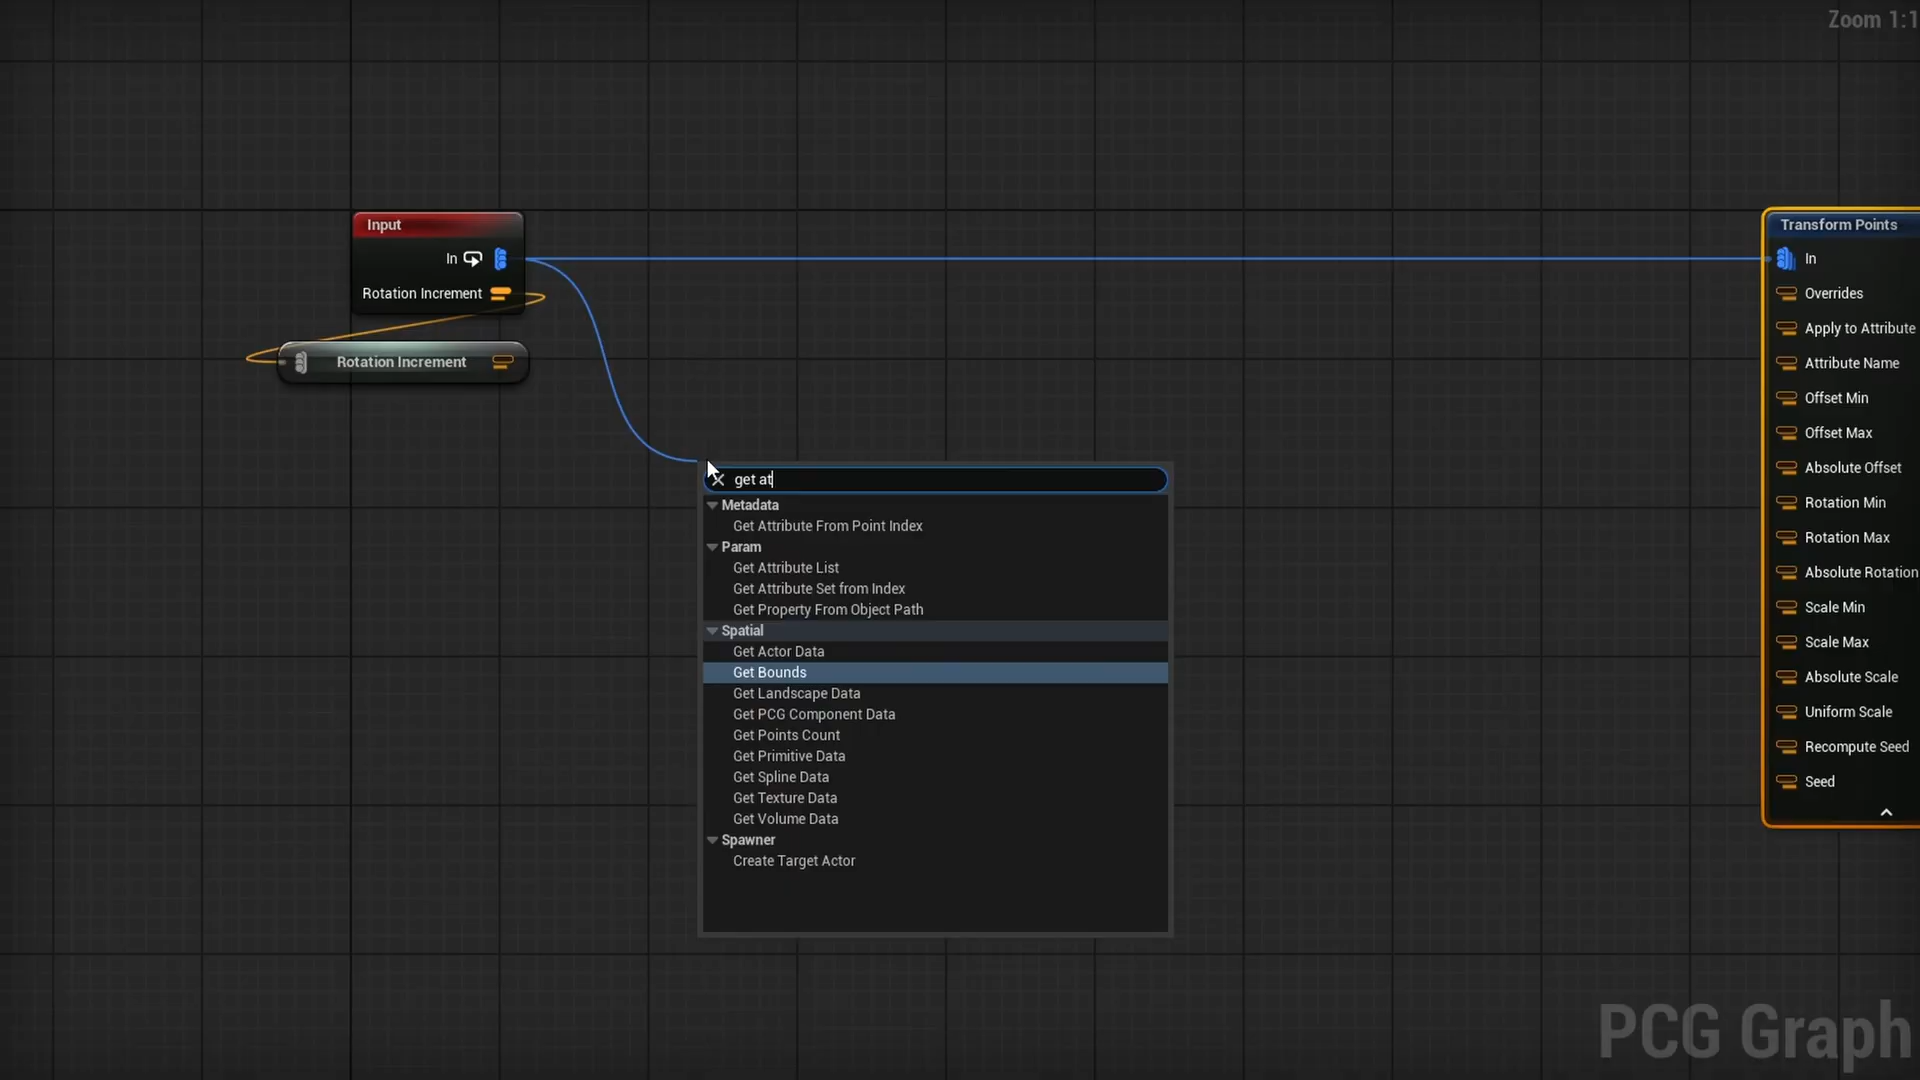 Zoom 1:1
Input
In
Rotation Increment
Rotation Increment
get at
Metadata
Get Attribute From Point Index
Param
Get Attribute List
Get Attribute Set from Index
Get Property From Object Path
Spatial
Get Actor Data
Get Bounds
Get Landscape Data
Get PCG Component Data
Get Points Count
Get Primitive Data
Get Spline Data
Get Texture Data
Get Volume Data
Spawner
Create Target Actor
Transform Points
In
Overrides
Apply to Attribute
Attribute Name
Offset Min
Offset Max
Absolute Offset
Rotation Min
Rotation Max
Absolute Rotation
Scale Min
Scale Max
Absolute Scale
Uniform Scale
Recompute Seed
Seed
PCG Graph